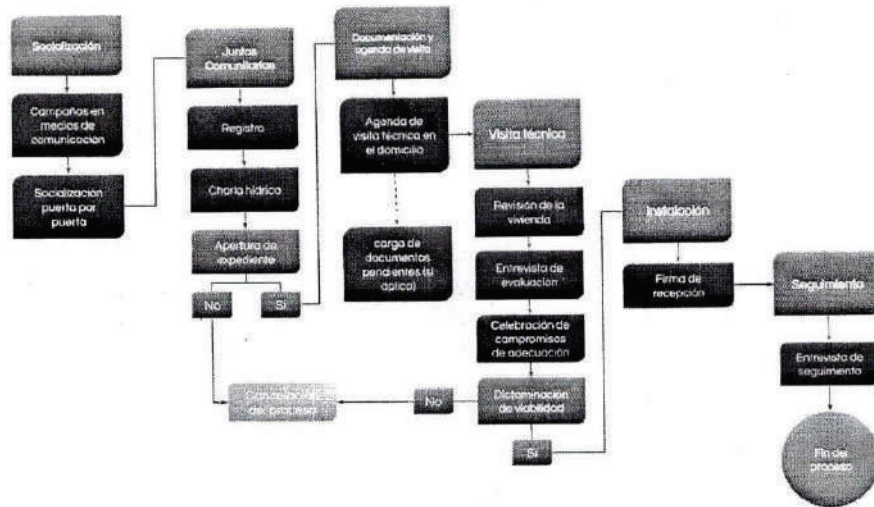 Socialización
Campañas en
medios de
comunicación
Socialización
puerta por
puerta
Juntas
Comunitarias
Registro
Charla hídrica
Apertura de
expediente
No
Si
Documentación y
agenda de visita
Agenda de
visita técnica en
el domicilio
carga de
documentos
pendientes (si
aplica)
Visita técnica
Revisión de la
vivienda
Entrevista de
evaluación
Celebración de
compromisos
de adecuación
Dictaminación
de viabilidad
No
Si
Cancelación
del proceso
Instalación
Firma de
recepción
Seguimiento
Entrevista de
seguimiento
Fin del
proceso